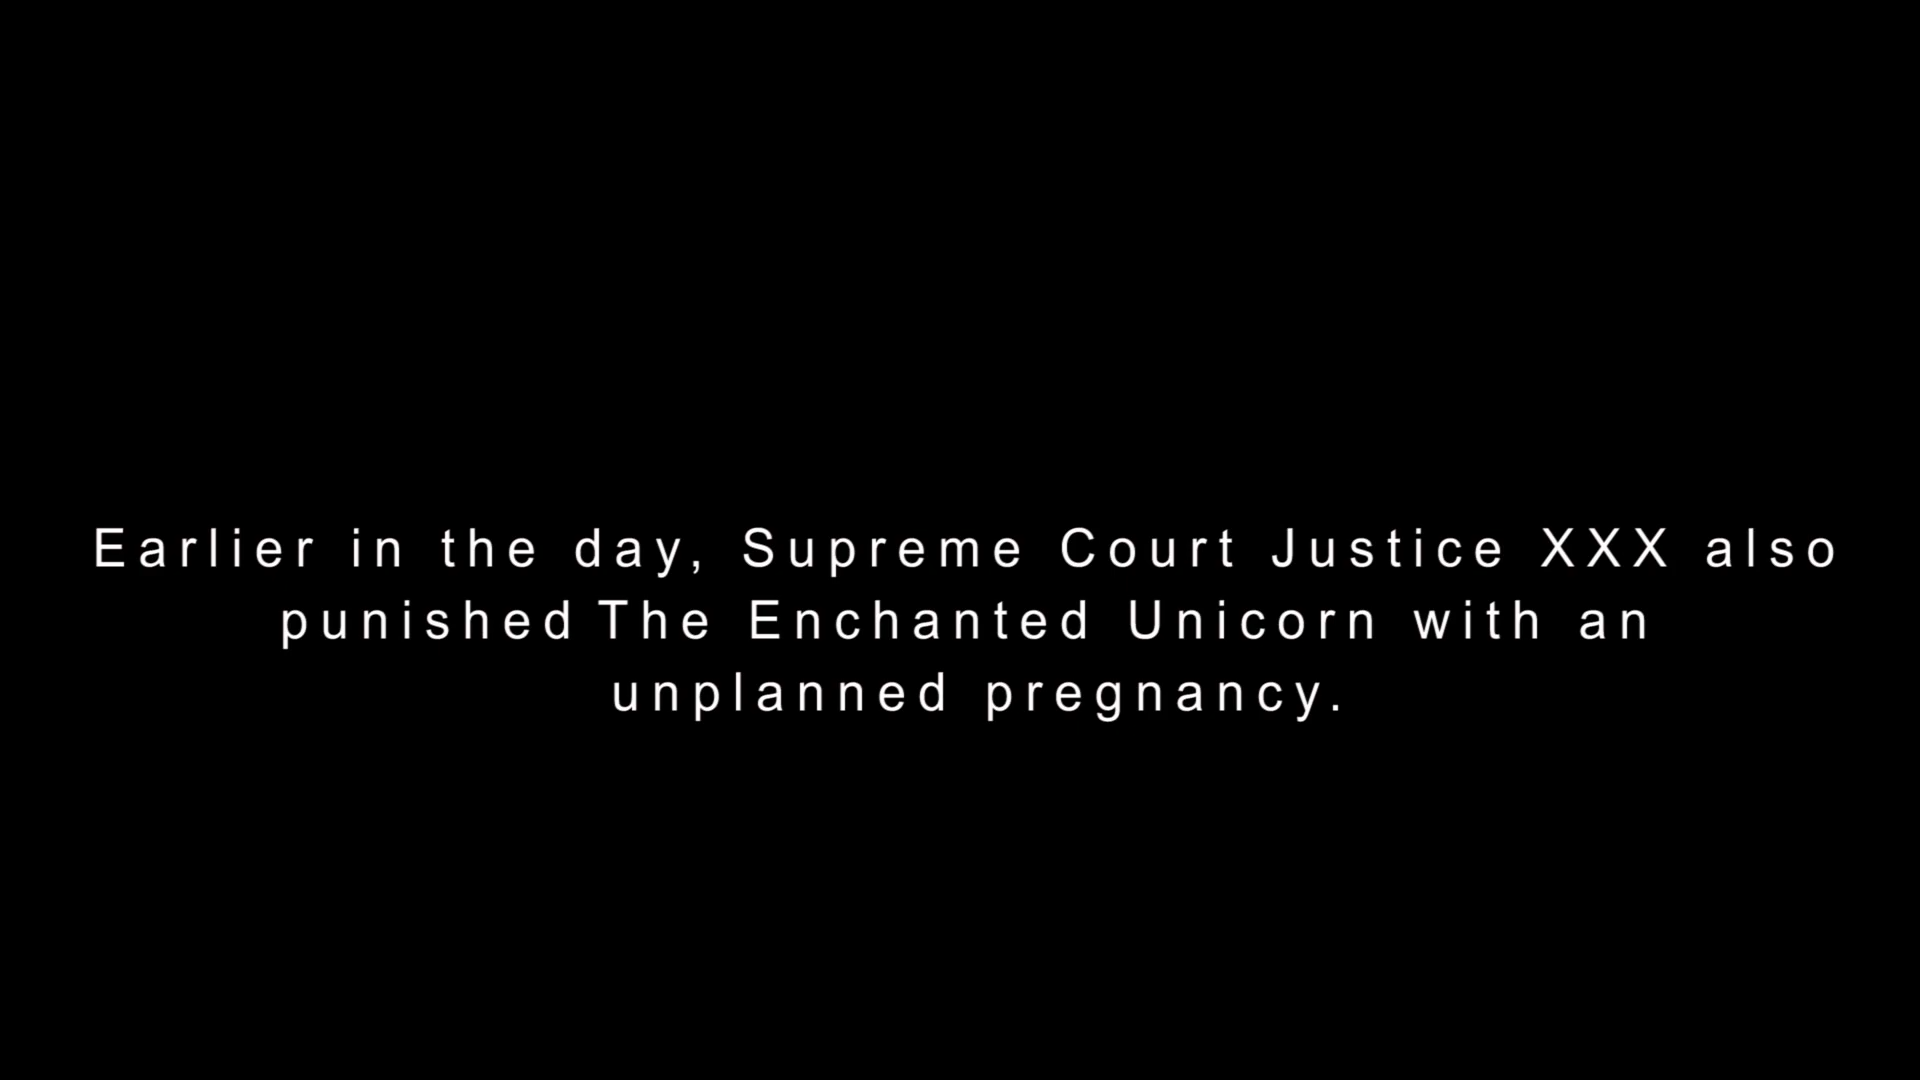 Earlier in the day, Supreme Court Justice XXX also
punished The Enchanted Unicorn with an
unplanned pregnancy.